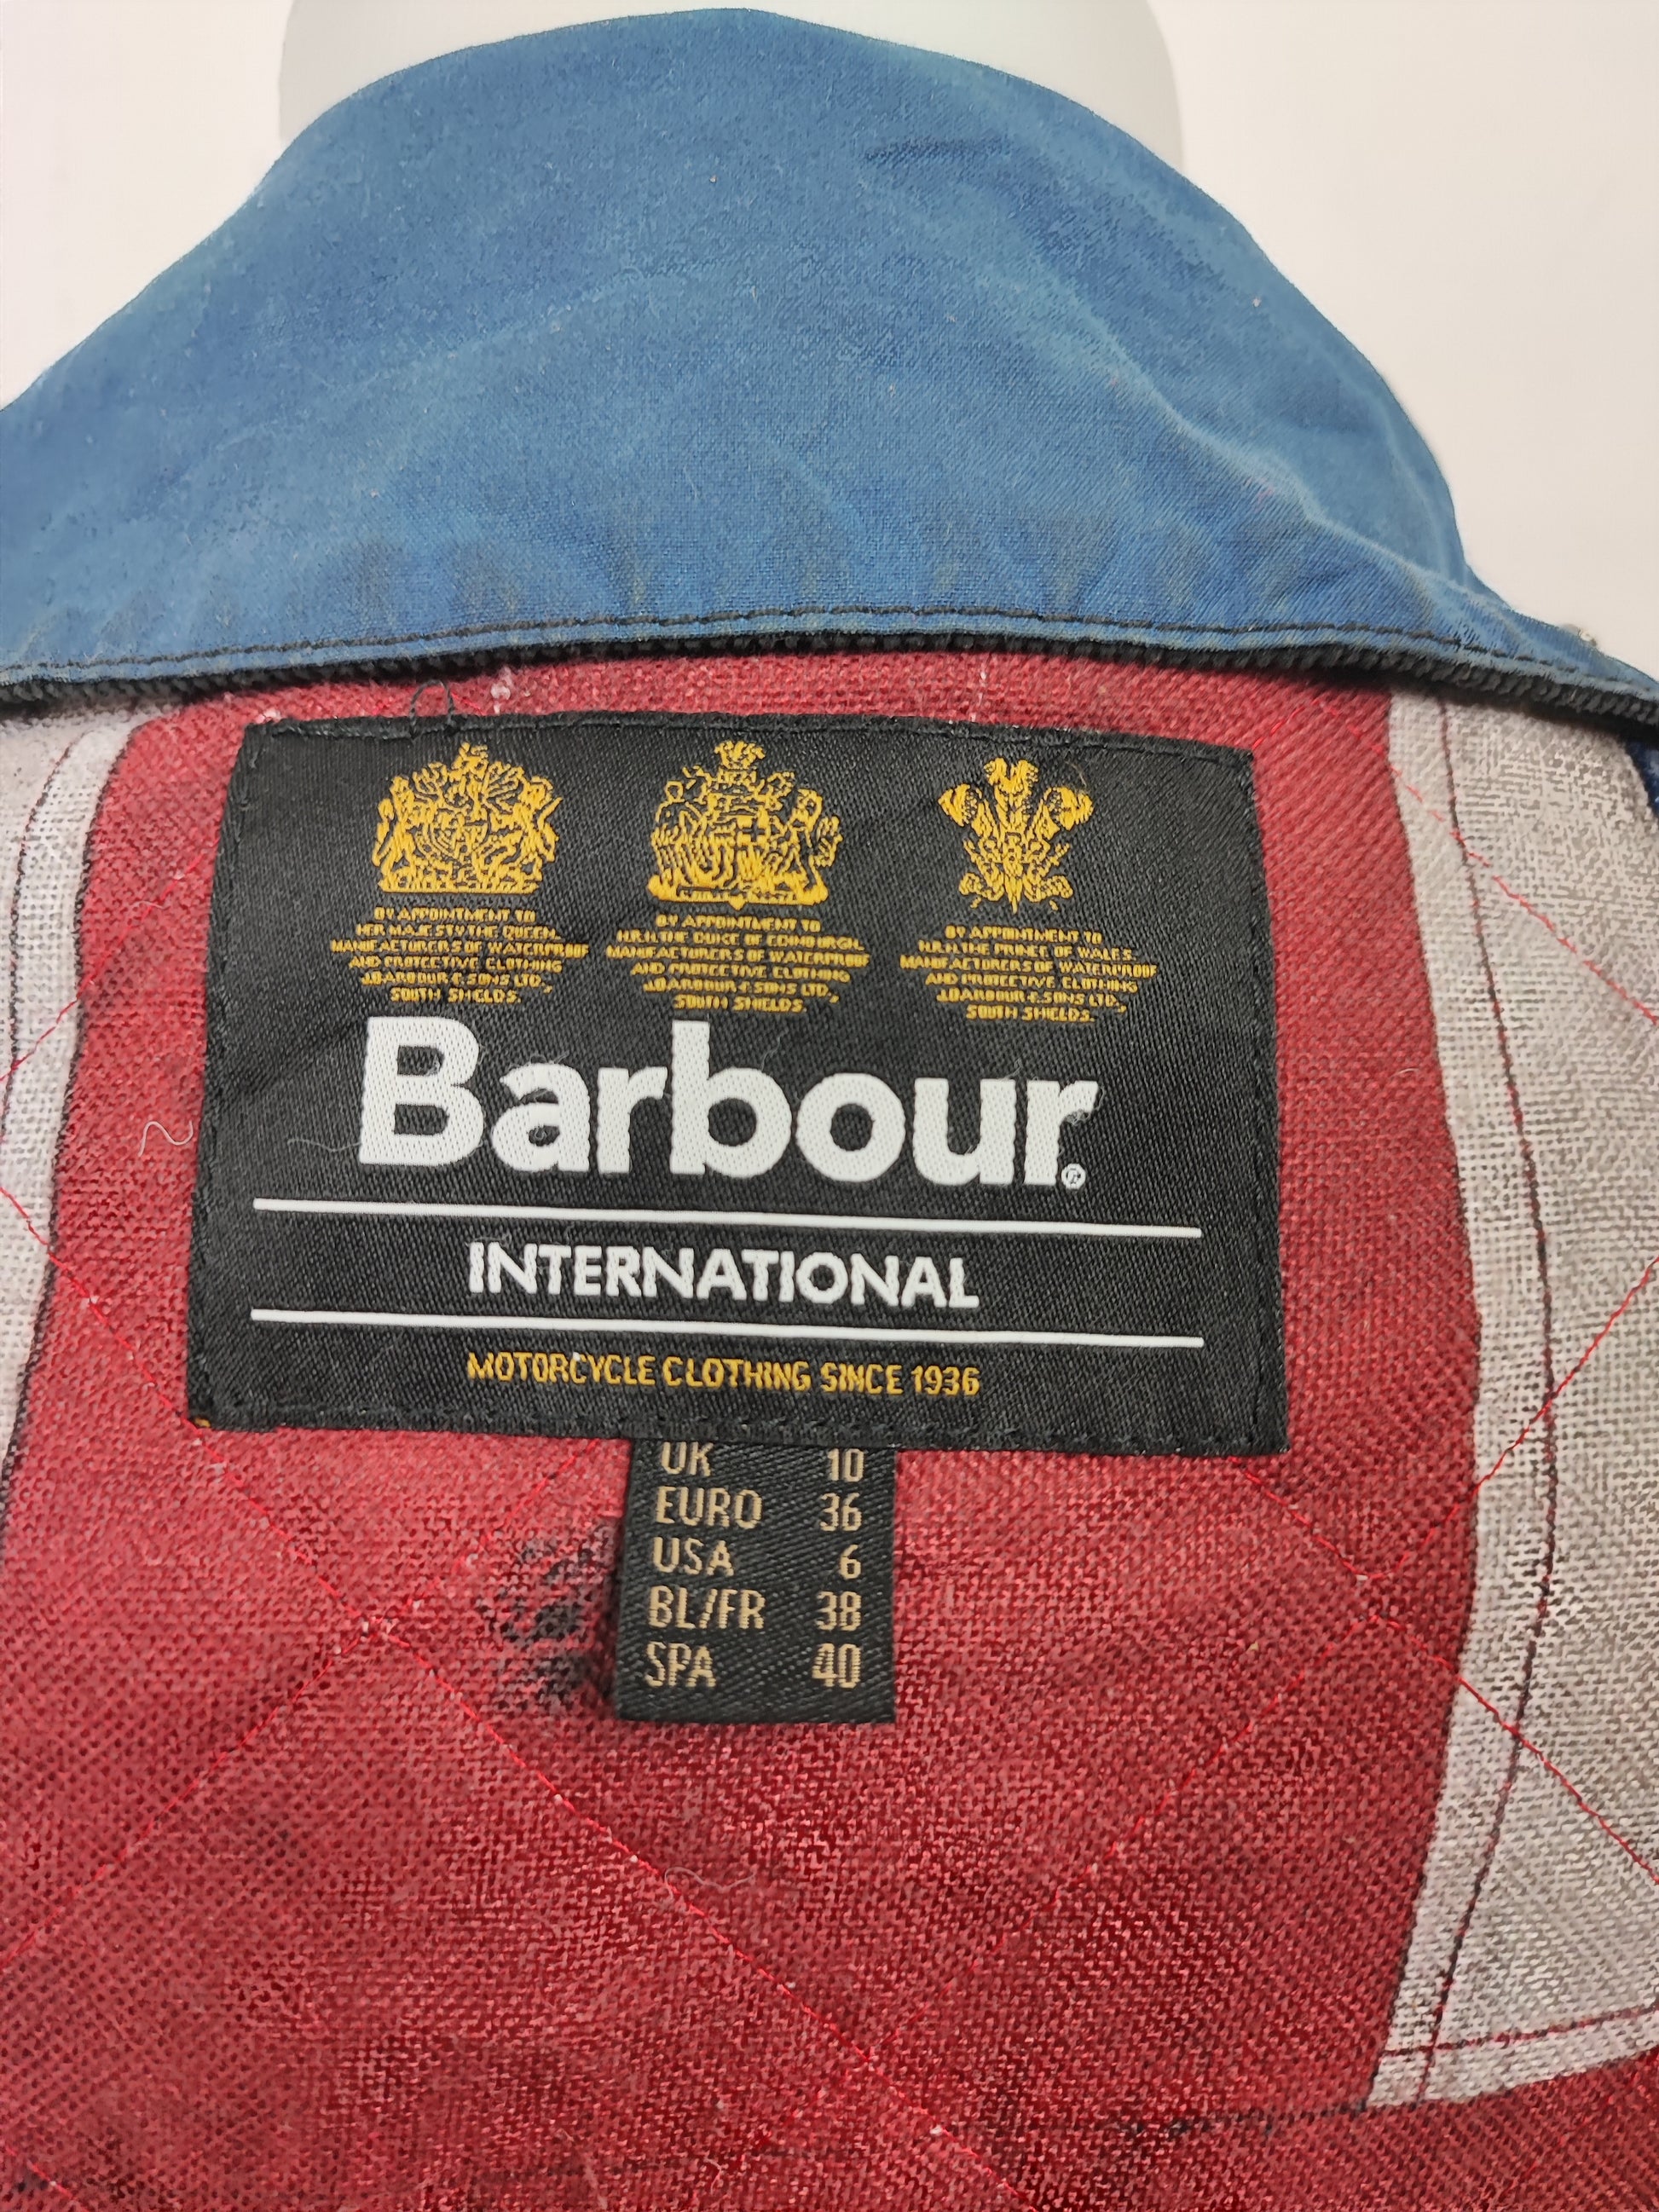 BY APPOINTMENT TO
HER MAJESTY THE QUEEN,
MANUFACTURERS OF WATERPROOF
AND PROTECTIVE CLOTHING
J.BARBOUR & SONS LTD.,
SOUTH SHIELDS.
BY APPOINTMENT TO
H.R.H. THE DUKE OF EDINBURGH,
MANUFACTURERS OF WATERPROOF
AND PROTECTIVE CLOTHING
J.BARBOUR & SONS LTD.,
SOUTH SHIELDS.
BY APPOINTMENT TO
H.R.H. THE PRINCE OF WALES,
MANUFACTURERS OF WATERPROOF
AND PROTECTIVE CLOTHING
J.BARBOUR & SONS LTD.,
SOUTH SHIELDS.
Barbour®
INTERNATIONAL
MOTORCYCLE CLOTHING SINCE 1936
UK 10
EURO 36
USA 6
BL/FR 38
SPA 40